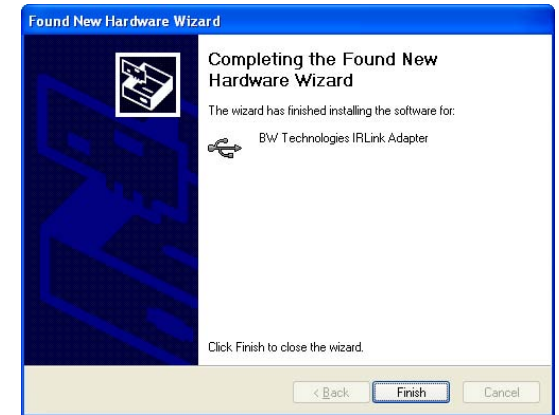 Found New Hardware Wizard
Completing the Found New
Hardware Wizard
The wizard has finished installing the software for:
BW Technologies IRLink Adapter
Click Finish to close the wizard.
< Back
Finish
Cancel